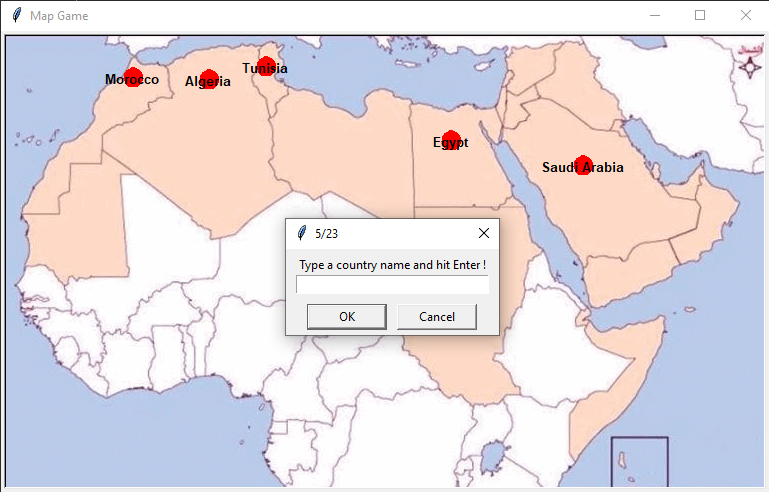 Map Game
Tunisia
Morocco
Algeria
Egypt
Saudi Arabia
5/23
Type a country name and hit Enter !
OK
Cancel